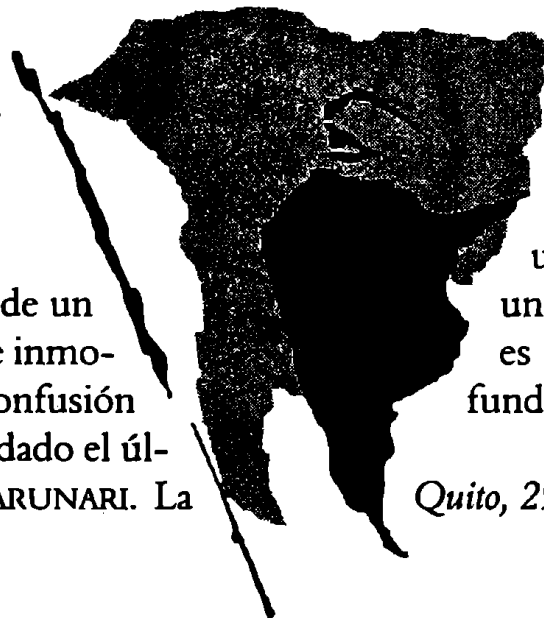 de un
e inmo-
onfusión
dado el úl-
ARUNARI. La
u
un
es
fund
Quito, 2